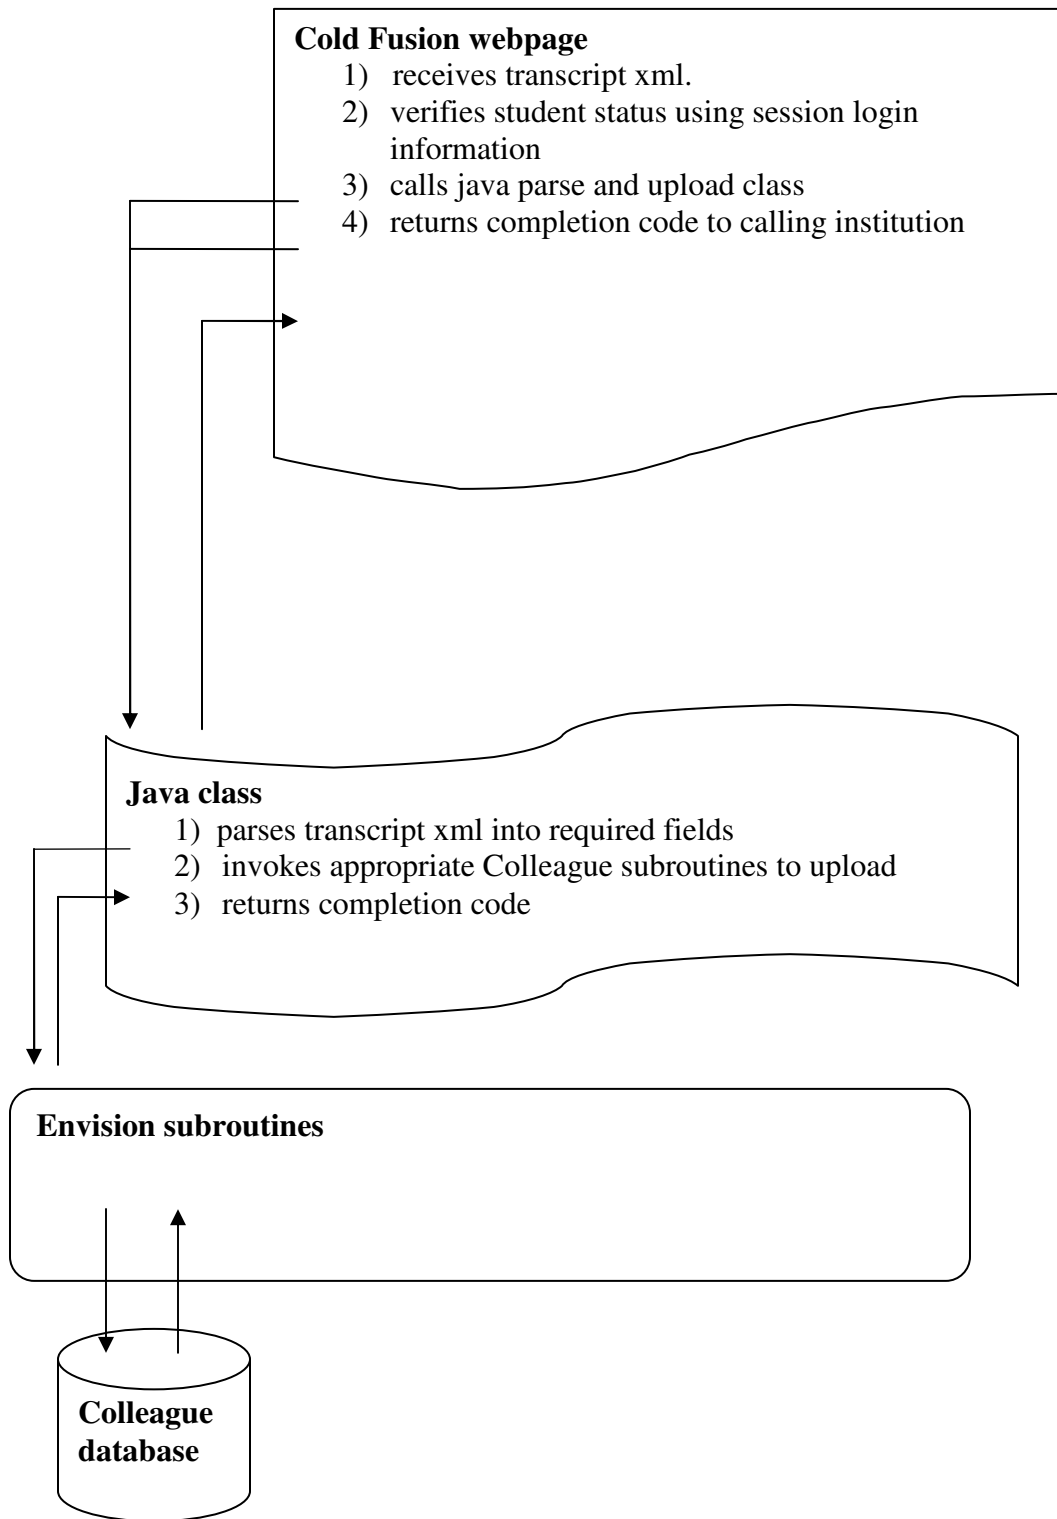 Cold Fusion webpage
1) receives transcript xml.
2) verifies student status using session login
information
3) calls java parse and upload class
4) returns completion code to calling institution
Java class
1) parses transcript xml into required fields
2) invokes appropriate Colleague subroutines to upload
3) returns completion code
Envision subroutines
Colleague
database